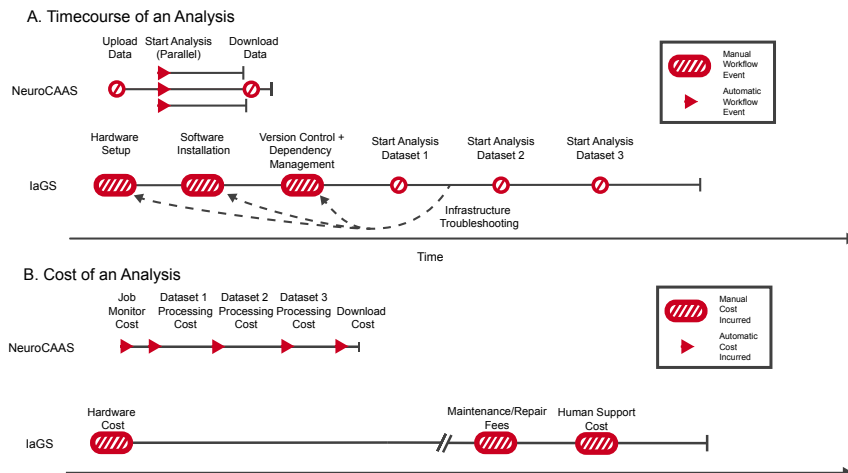 A. Timecourse of an Analysis
Upload
Data
Start Analysis
(Parallel)
Download
Data
NeuroCAAS
Manual
Workflow
Event
Automatic
Workflow
Event
Hardware
Setup
Software
Installation
Version Control +
Dependency
Management
Start Analysis
Dataset 1
Start Analysis
Dataset 2
Start Analysis
Dataset 3
IaGS
Infrastructure
Troubleshooting
Time
B. Cost of an Analysis
Job
Monitor
Cost
Dataset 1
Processing
Cost
Dataset 2
Processing
Cost
Dataset 3
Processing
Cost
Download
Cost
NeuroCAAS
Manual
Cost
Incurred
Automatic
Cost
Incurred
Hardware
Cost
Maintenance/Repair
Fees
Human Support
Cost
IaGS